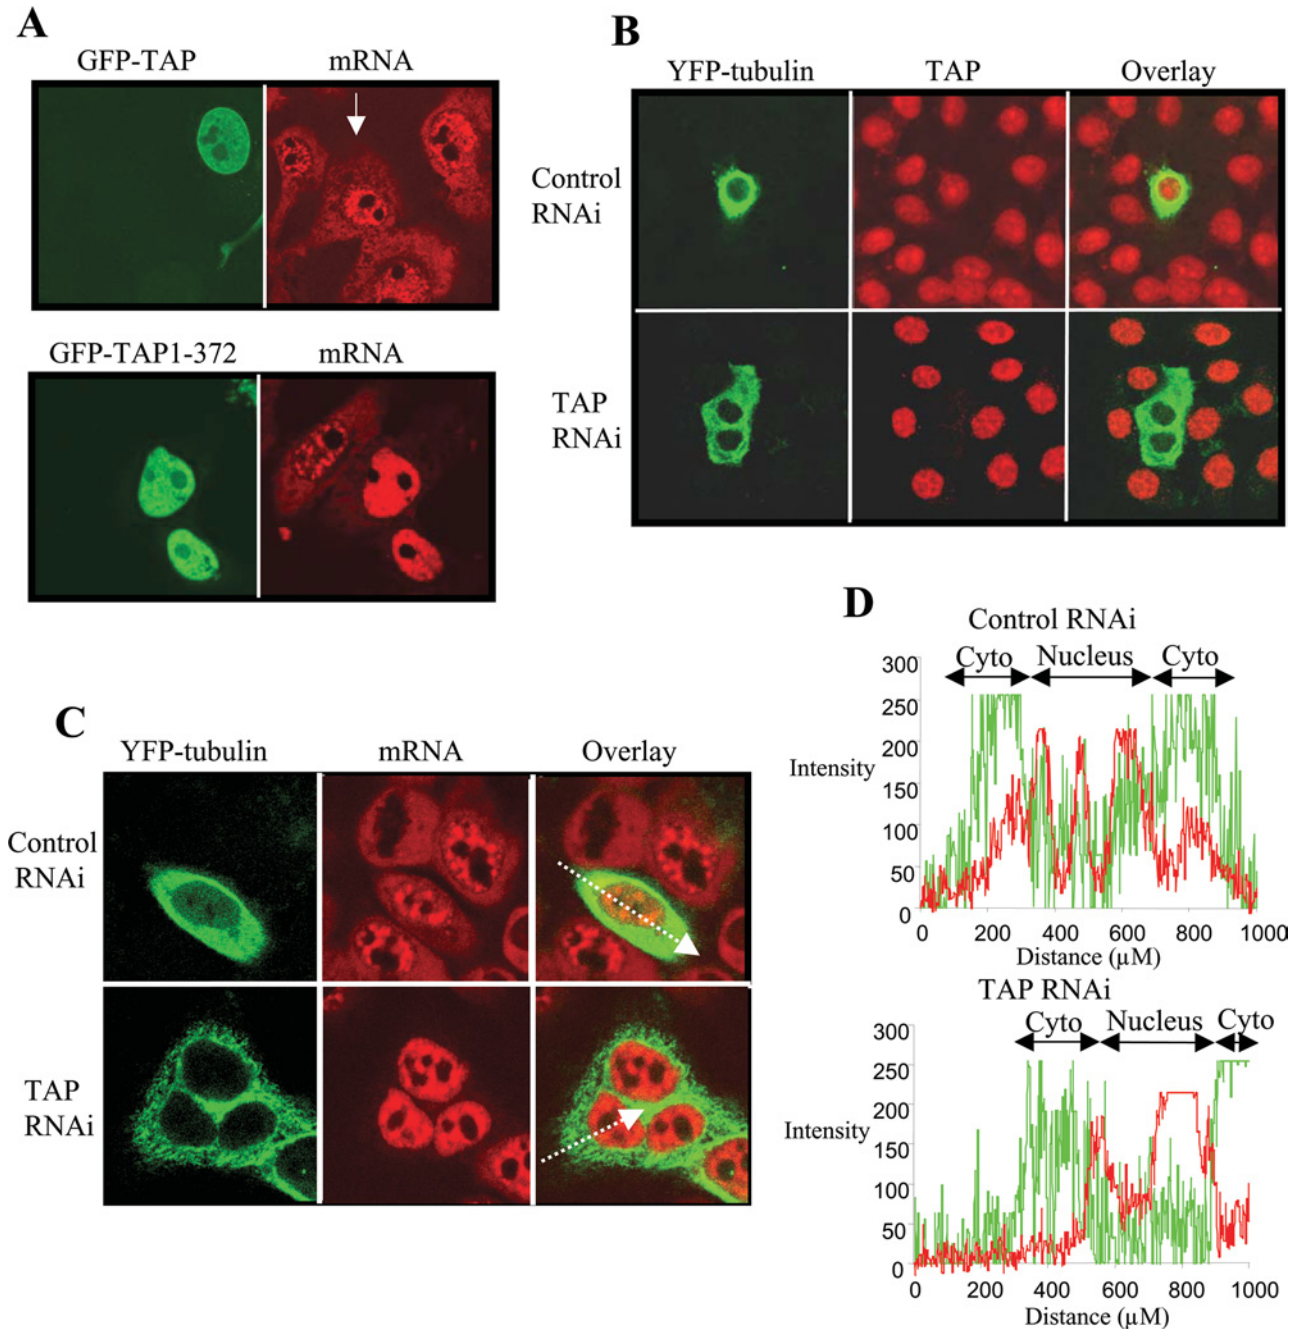 A
GFP-TAP mRNA
GFP-TAP1-372 mRNA
B
YFP-tubulin TAP Overlay
Control
RNAi
TAP
RNAi
C
YFP-tubulin mRNA Overlay
Control
RNAi
TAP
RNAi
D
Control RNAi
Cyto Nucleus Cyto
300
250
200
150
100
50
0
Intensity
0 200 400 600 800 1000
Distance (µM)
TAP RNAi
Cyto Nucleus Cyto
300
250
200
150
100
50
0
Intensity
0 200 400 600 800 1000
Distance (µM)